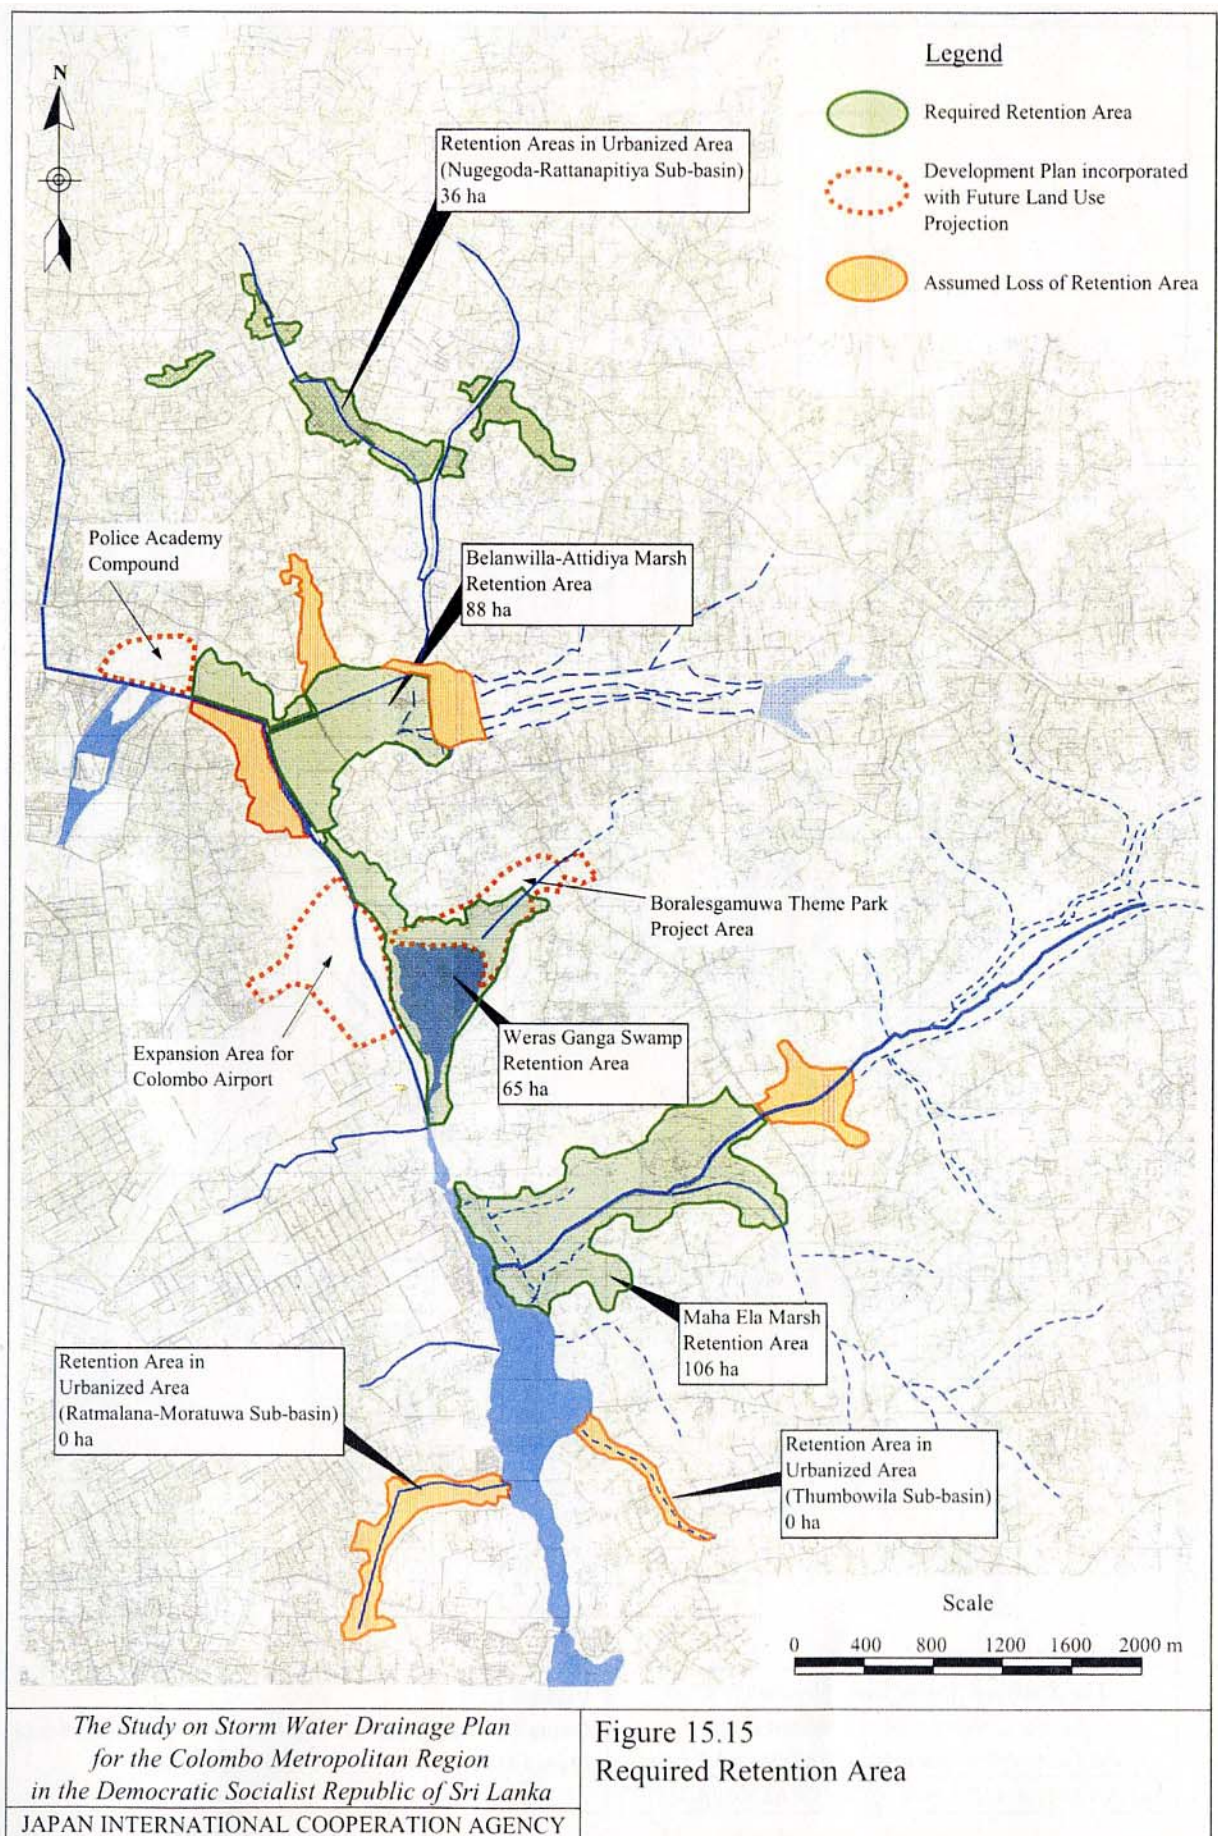 N
Legend
Required Retention Area
Development Plan incorporated
with Future Land Use
Projection
Assumed Loss of Retention Area
Retention Areas in Urbanized Area
(Nugegoda-Rattanapitiya Sub-basin)
36 ha
Police Academy
Compound
Belanwilla-Attidiya Marsh
Retention Area
88 ha
Boralesgamuwa Theme Park
Project Area
Expansion Area for
Colombo Airport
Weras Ganga Swamp
Retention Area
65 ha
Maha Ela Marsh
Retention Area
106 ha
Retention Area in
Urbanized Area
(Ratmalana-Moratuwa Sub-basin)
0 ha
Retention Area in
Urbanized Area
(Thumbowila Sub-basin)
0 ha
Scale
0 400 800 1200 1600 2000 m
The Study on Storm Water Drainage Plan
for the Colombo Metropolitan Region
in the Democratic Socialist Republic of Sri Lanka
JAPAN INTERNATIONAL COOPERATION AGENCY
Figure 15.15
Required Retention Area